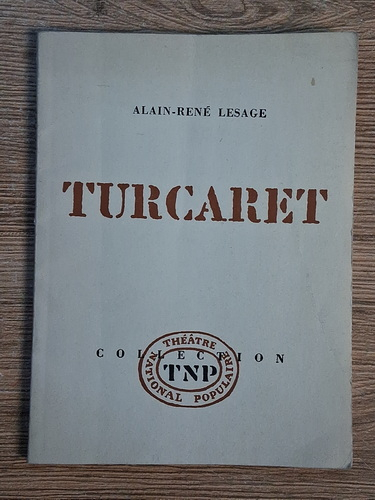 ALAIN-RENÉ LESAGE
TURCARET
COLLECTION
THÉÂTRE
NATIONAL POPULAIRE
TNP